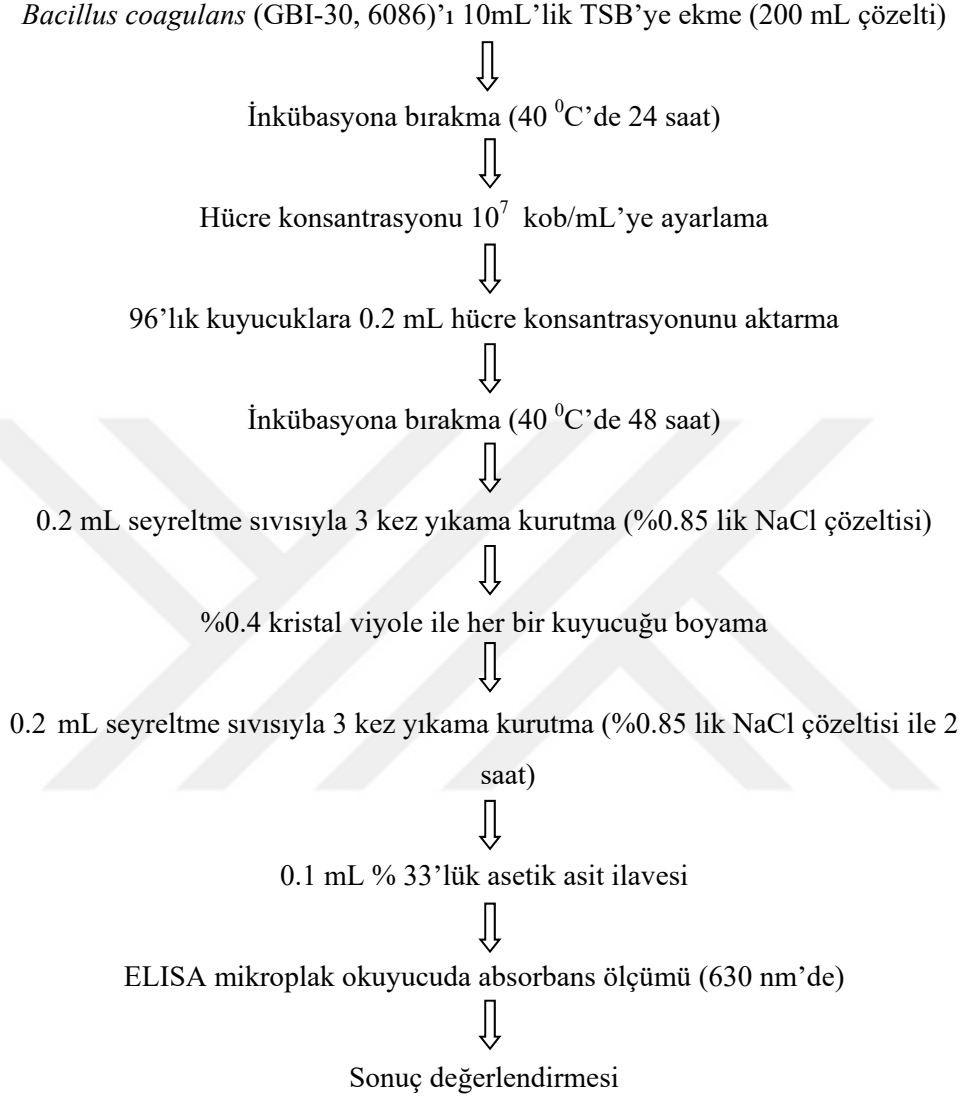 Bacillus coagulans (GBI-30, 6086)’ı 10mL’lik TSB’ye ekme (200 mL çözelti)
İnkübasyona bırakma (40 ⁰C’de 24 saat)
Hücre konsantrasyonu 10⁷ kob/mL’ye ayarlama
96’lık kuyucuklara 0.2 mL hücre konsantrasyonunu aktarma
İnkübasyona bırakma (40 ⁰C’de 48 saat)
0.2 mL seyreltme sıvısıyla 3 kez yıkama kurutma (%0.85 lik NaCl çözeltisi)
%0.4 kristal viyole ile her bir kuyucuğu boyama
0.2 mL seyreltme sıvısıyla 3 kez yıkama kurutma (%0.85 lik NaCl çözeltisi ile 2
saat)
0.1 mL % 33’lük asetik asit ilavesi
ELISA mikroplak okuyucuda absorbans ölçümü (630 nm’de)
Sonuç değerlendirmesi